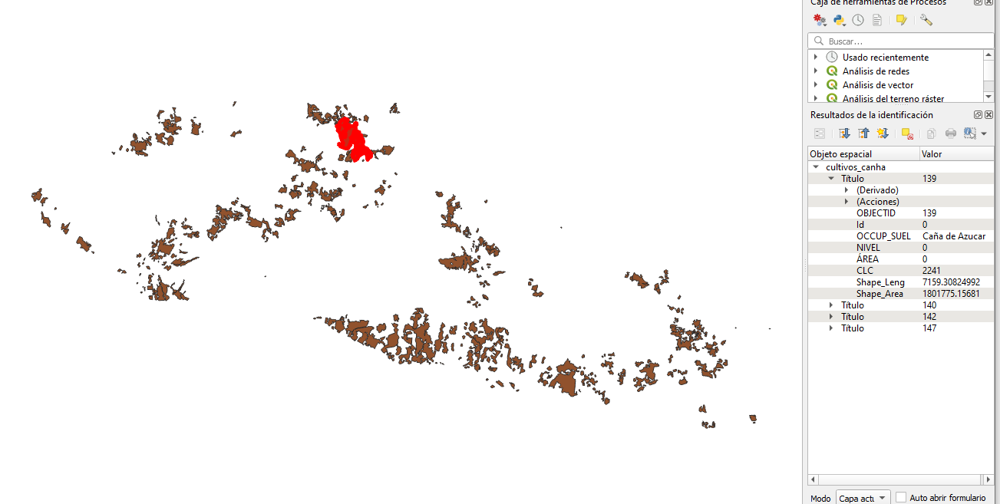 Caja de herramientas de Procesos
Buscar...
Usado recientemente
Análisis de redes
Análisis de vector
Análisis del terreno ráster
Resultados de la identificación
Objeto espacial Valor
cultivos_canha
Título 139
(Derivado)
(Acciones)
OBJECTID 139
Id 0
OCCUP_SUEL Caña de Azucar
NIVEL 0
ÁREA 0
CLC 2241
Shape_Leng 7159.30824992
Shape_Area 1801775.15681
Título 140
Título 142
Título 147
Modo Capa actu Auto abrir formulario